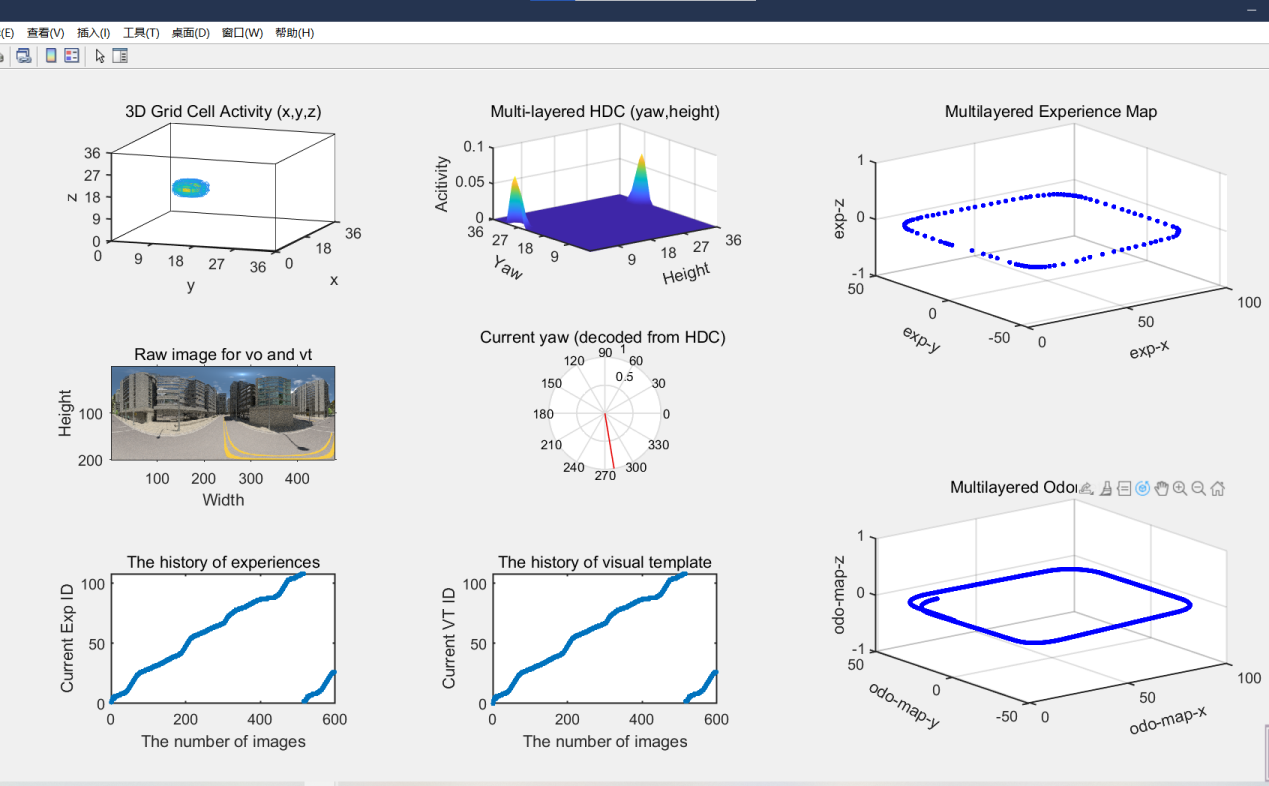 (E) 查看(V) 插入(I) 工具(T) 桌面(D) 窗口(W) 帮助(H)
3D Grid Cell Activity (x,y,z)
36
27
18
9
0
z
0 9 18 27 36
y
0 18 36
x
Multi-layered HDC (yaw,height)
0.1
0.05
0
Acitivity
36 27 18 9
Yaw
9 18 27 36
Height
Multilayered Experience Map
1
0
-1
exp-z
50 0 -50
exp-y
0 50 100
exp-x
Raw image for vo and vt
100
200
Height
100 200 300 400
Width
Current yaw (decoded from HDC)
90 1
120 60
0.5
150 30
180 0
210 330
240 300
270
Multilayered Odo
1
0
-1
odo-map-z
50 0 -50
odo-map-y
0 50 100
odo-map-x
The history of experiences
100
50
0
Current Exp ID
0 200 400 600
The number of images
The history of visual template
100
50
0
Current VT ID
0 200 400 600
The number of images